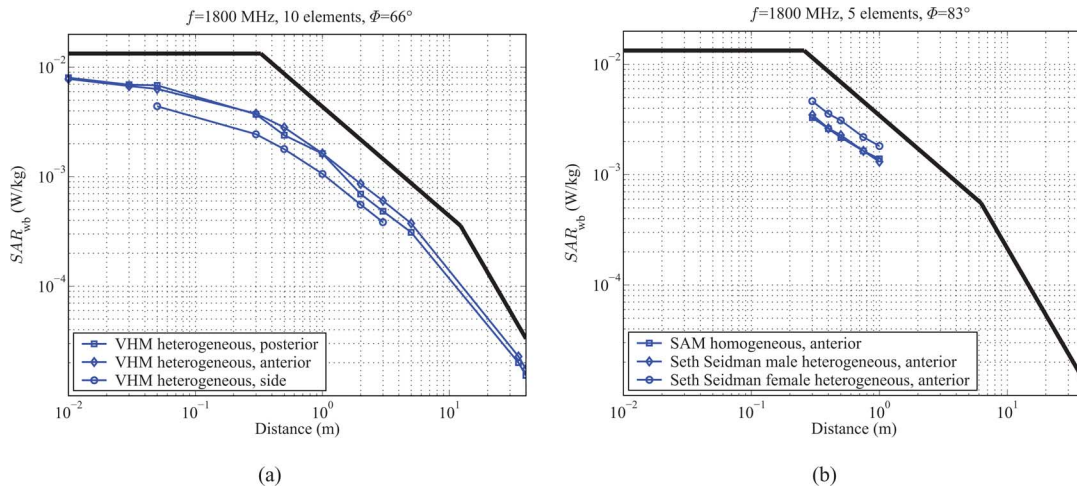 f=1800 MHz, 10 elements, Φ=66°
SAR_wb (W/kg)
10^-2
10^-3
10^-4
VHM heterogeneous, posterior
VHM heterogeneous, anterior
VHM heterogeneous, side
10^-2
10^-1
10^0
10^1
Distance (m)
(a)
f=1800 MHz, 5 elements, Φ=83°
SAR_wb (W/kg)
10^-2
10^-3
10^-4
SAM homogeneous, anterior
Seth Seidman male heterogeneous, anterior
Seth Seidman female heterogeneous, anterior
10^-2
10^-1
10^0
10^1
Distance (m)
(b)